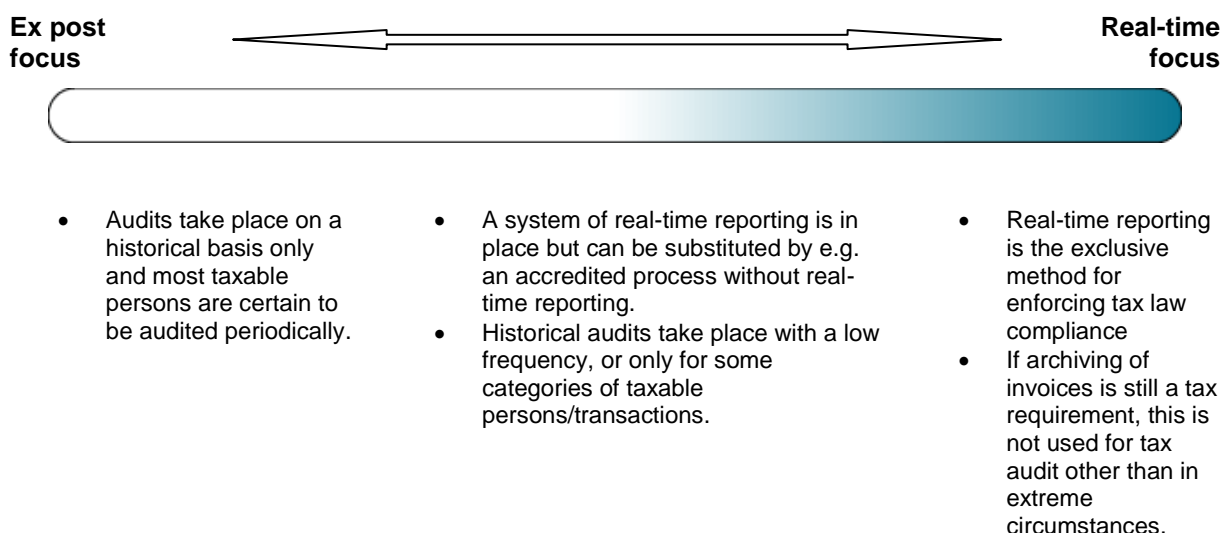 Ex post
focus
Real-time
focus
• Audits take place on a
historical basis only
and most taxable
persons are certain to
be audited periodically.
• A system of real-time reporting is in
place but can be substituted by e.g.
an accredited process without real-
time reporting.
• Historical audits take place with a low
frequency, or only for some
categories of taxable
persons/transactions.
• Real-time reporting
is the exclusive
method for
enforcing tax law
compliance
• If archiving of
invoices is still a tax
requirement, this is
not used for tax
audit other than in
extreme
circumstances.